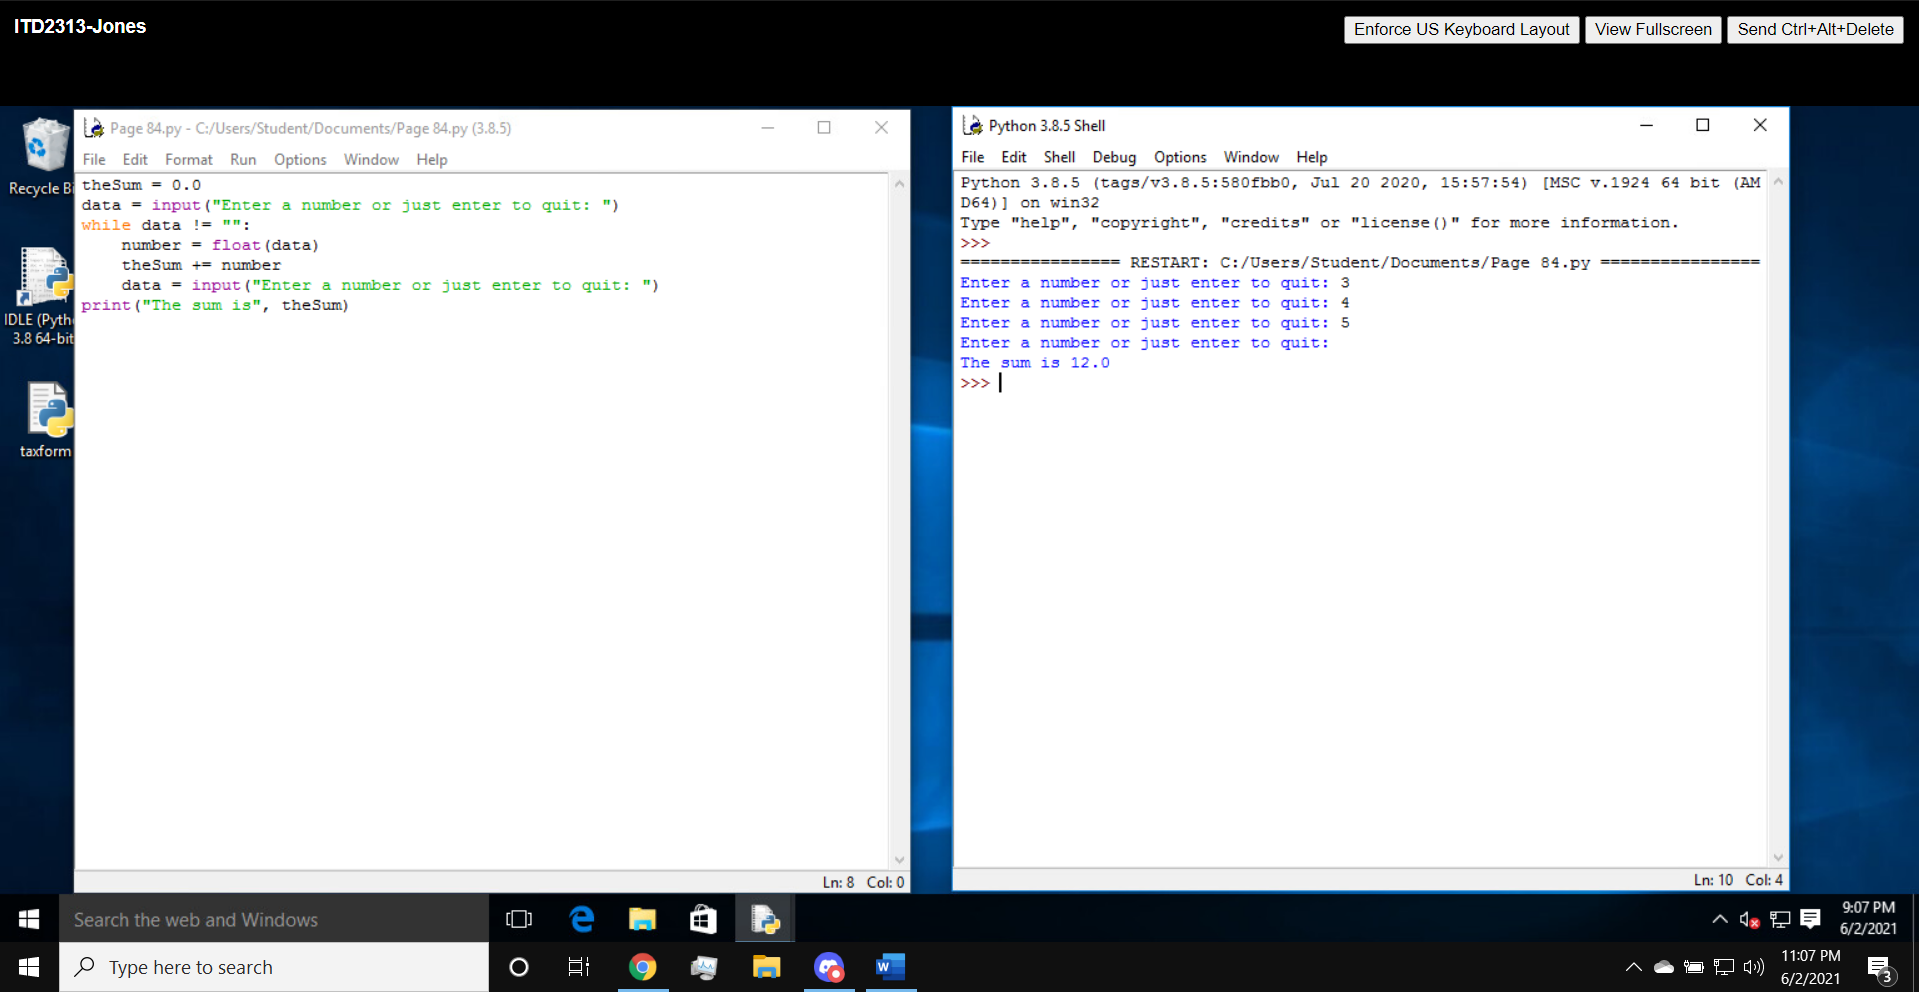 ITD2313-Jones
Enforce US Keyboard Layout
View Fullscreen
Send Ctrl+Alt+Delete
Recycle Bi
IDLE (Pyth
3.8 64-bit
taxform
Page 84.py - C:/Users/Student/Documents/Page 84.py (3.8.5)
File Edit Format Run Options Window Help
theSum = 0.0
data = input("Enter a number or just enter to quit: ")
while data != "":
    number = float(data)
    theSum += number
    data = input("Enter a number or just enter to quit: ")
print("The sum is", theSum)
Ln: 8 Col: 0
Python 3.8.5 Shell
File Edit Shell Debug Options Window Help
Python 3.8.5 (tags/v3.8.5:580fbb0, Jul 20 2020, 15:57:54) [MSC v.1924 64 bit (AM
D64)] on win32
Type "help", "copyright", "credits" or "license()" for more information.
>>>
================ RESTART: C:/Users/Student/Documents/Page 84.py ================
Enter a number or just enter to quit: 3
Enter a number or just enter to quit: 4
Enter a number or just enter to quit: 5
Enter a number or just enter to quit:
The sum is 12.0
>>>
Ln: 10 Col: 4
Search the web and Windows
9:07 PM
6/2/2021
Type here to search
W
11:07 PM
6/2/2021
3